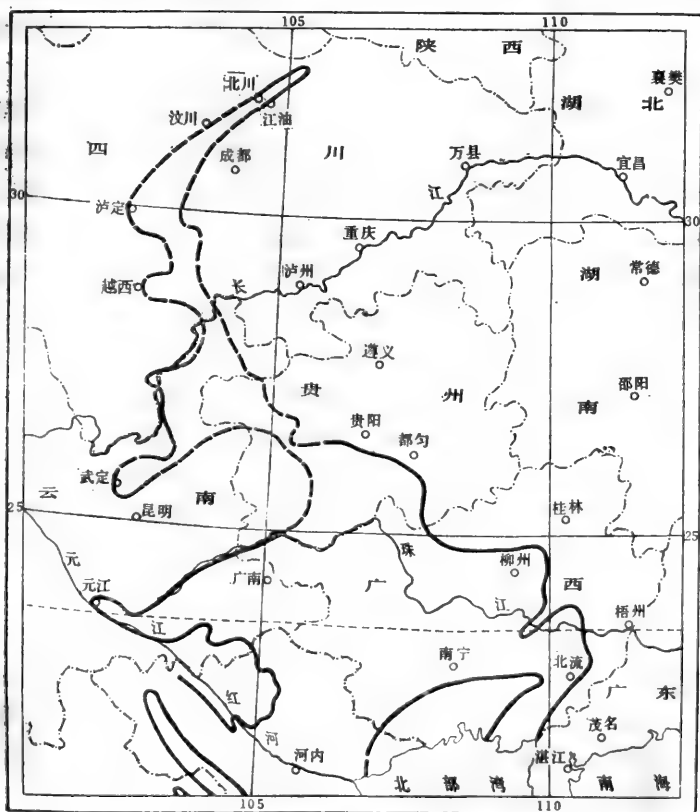 105 110
陕 西
襄樊
北川
湖 北
汶川 江油
西 川
成都
万县
宜昌
30 江 30
泸定
重庆
湖
越西 长 泸州 常德
遵义
贵 州
邵阳
南
贵阳
都匀
武定
云 南
25 昆明 桂林
25
元 珠
柳州
元江 广南 广 西
江
梧州
江
南宁
北流
红 广 东
茂名
河
河内 湛江
北 部 湾 南 海
105 110